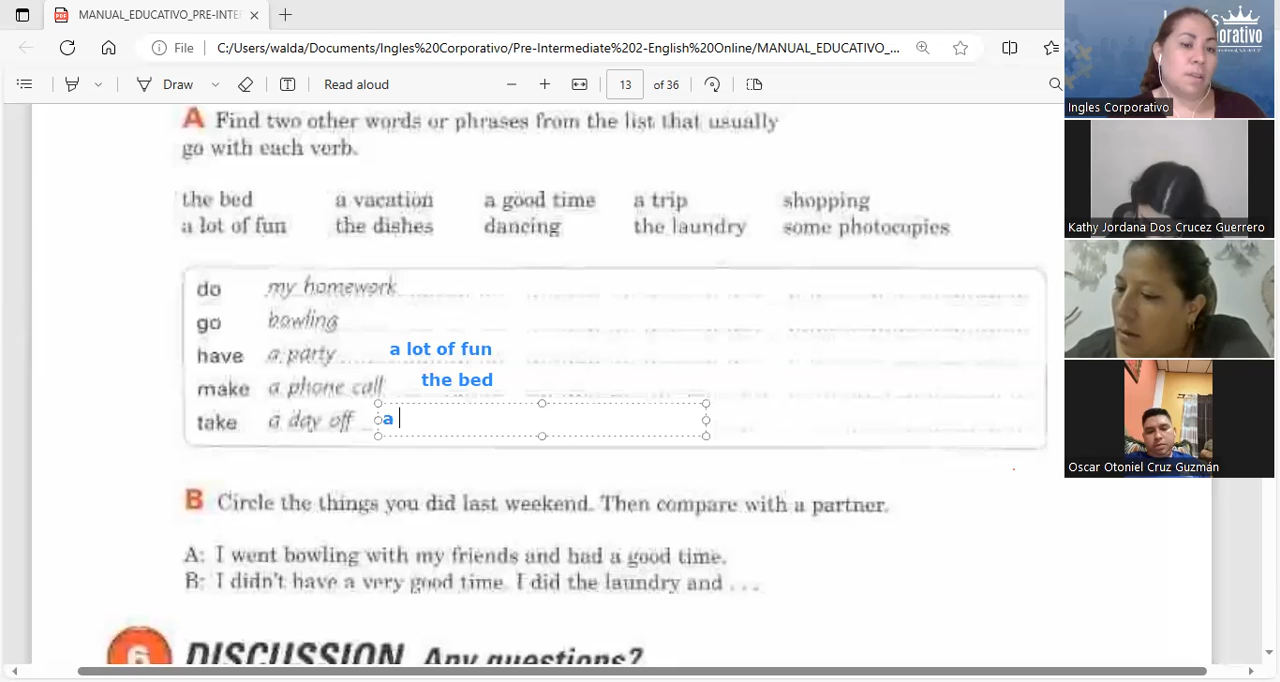 MANUAL_EDUCATIVO_PRE-INTE
File C:/Users/walda/Documents/Ingles%20Corporativo/Pre-Intermediate%202-English%20Online/MANUAL_EDUCATIVO_...
Draw Read aloud 13 of 36
A Find two other words or phrases from the list that usually
go with each verb.
the bed a vacation a good time a trip shopping
a lot of fun the dishes dancing the laundry some photocopies
do my homework
go bowling
have a party a lot of fun
make a phone call the bed
take a day off a
B Circle the things you did last weekend. Then compare with a partner.
A: I went bowling with my friends and had a good time.
B: I didn't have a very good time. I did the laundry and ...
6 DISCUSSION Any questions?
Ingles Corporativo
Kathy Jordana Dos Crucez Guerrero
Oscar Otoniel Cruz Guzmán